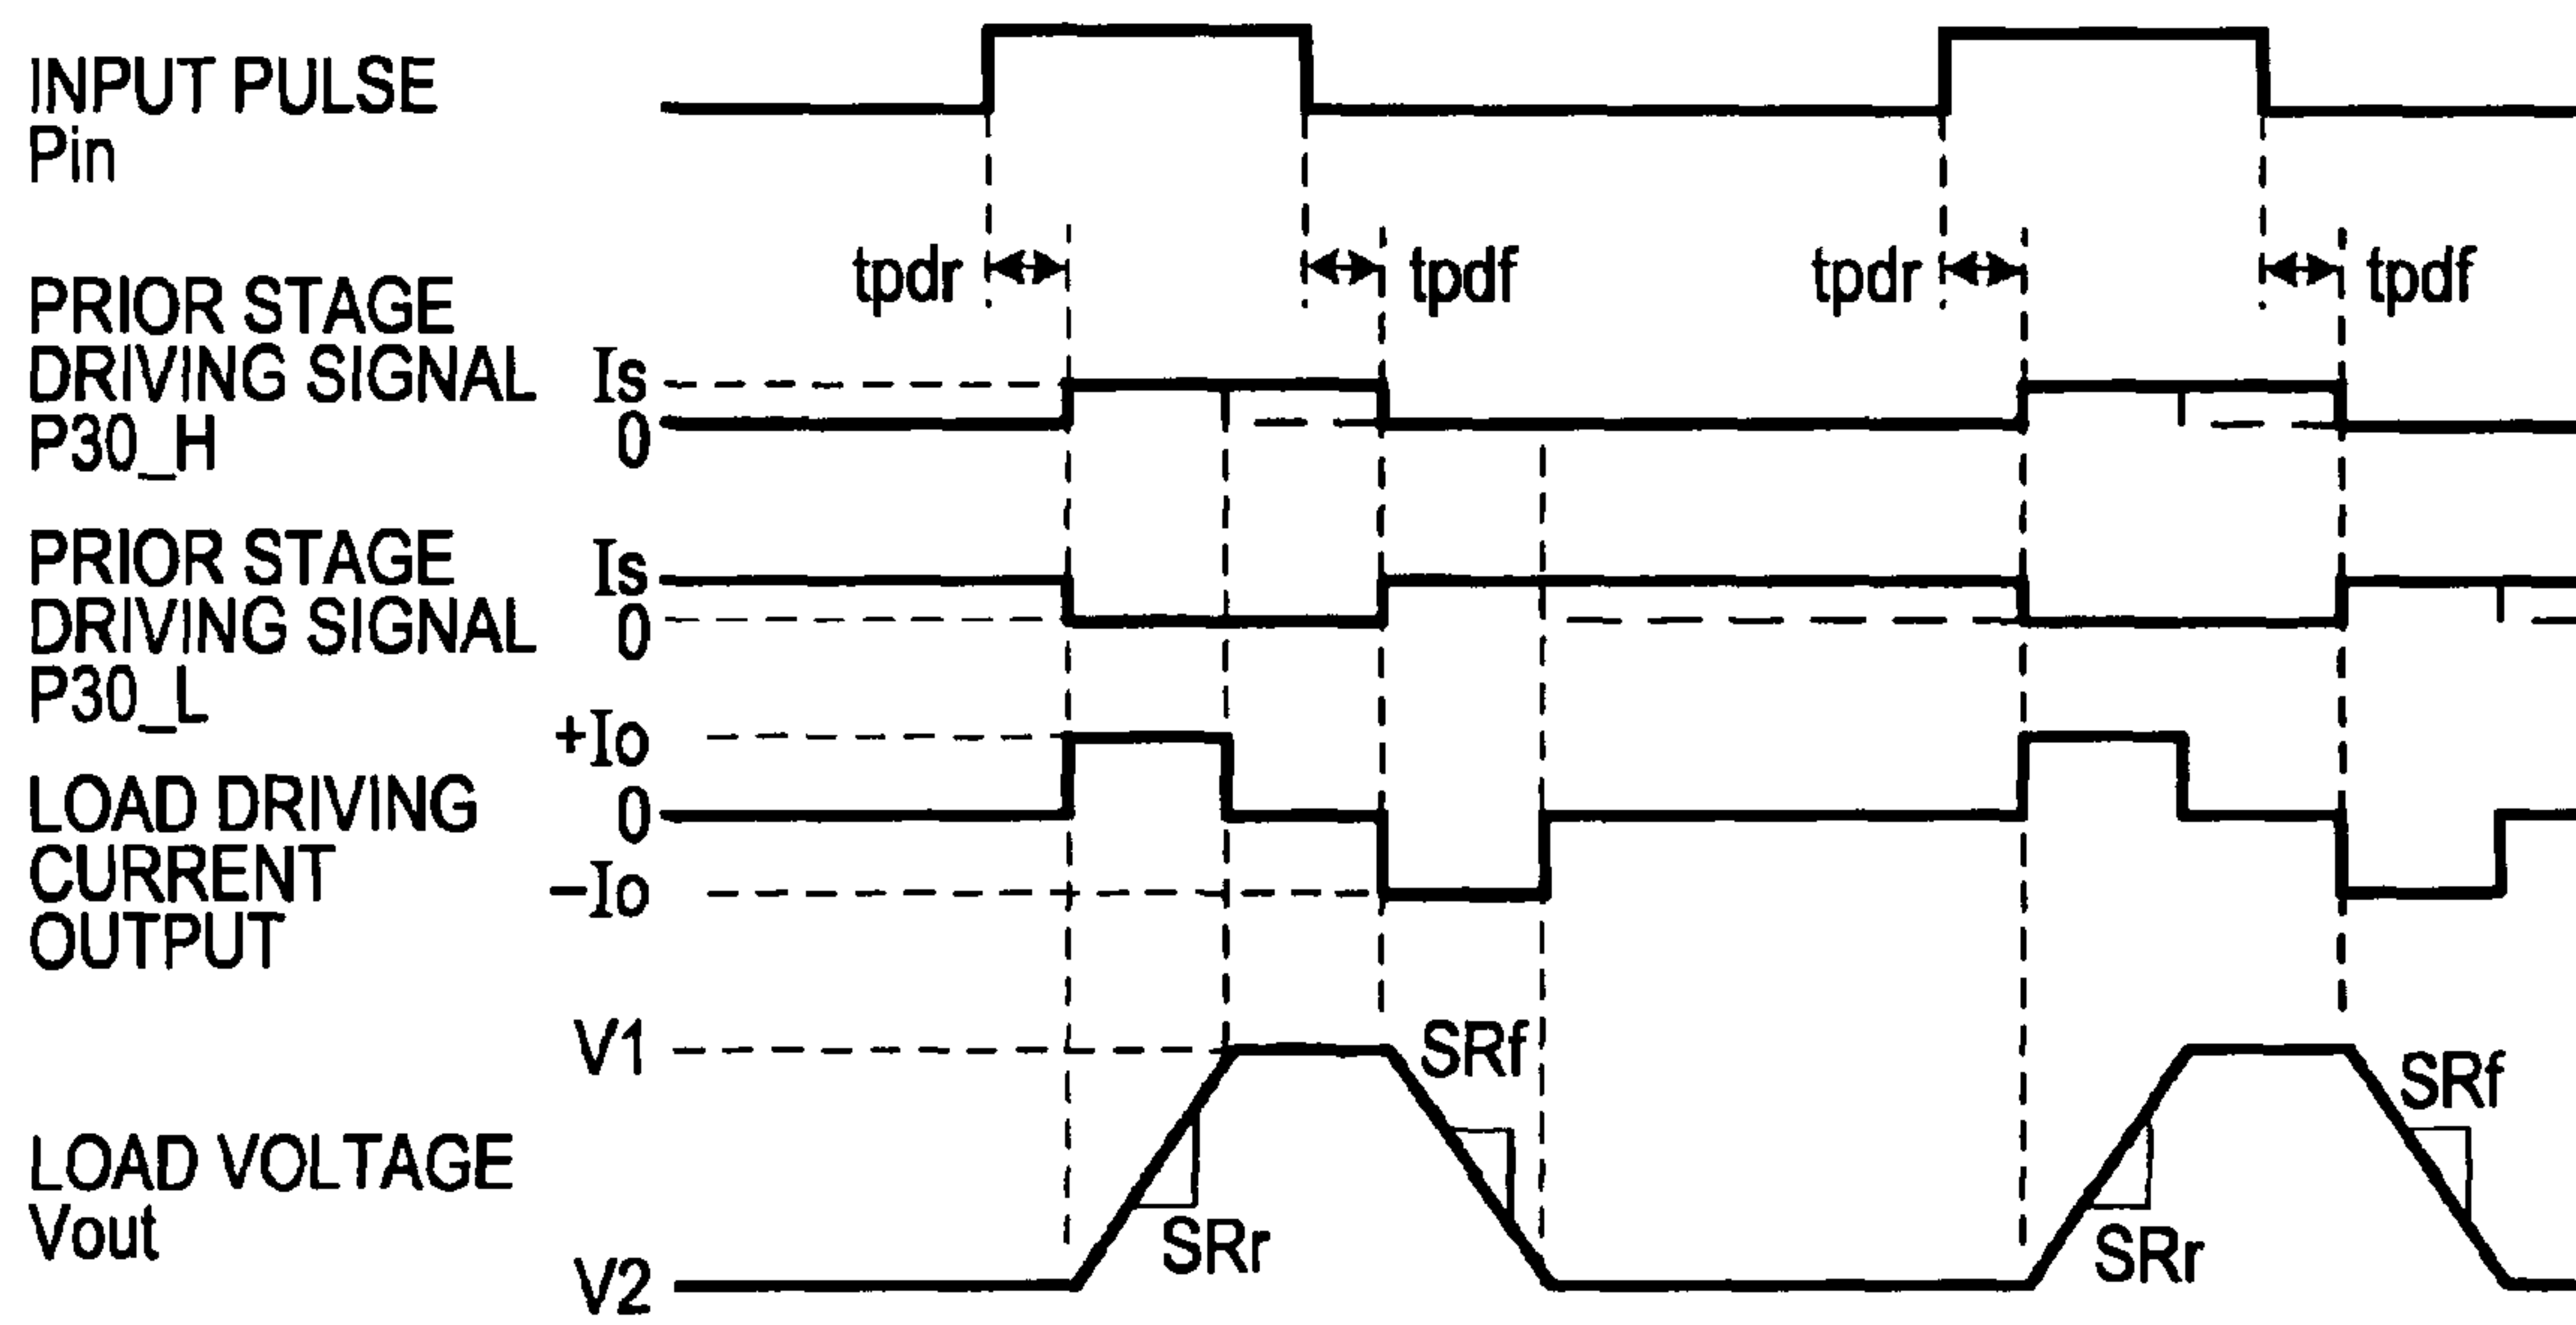 INPUT PULSE
Pin
tpdr
tpdf
tpdr
tpdf
PRIOR STAGE
DRIVING SIGNAL
P30_H
Is
0
PRIOR STAGE
DRIVING SIGNAL
P30_L
Is
0
LOAD DRIVING
CURRENT
OUTPUT
+Io
0
−Io
LOAD VOLTAGE
Vout
V1
V2
SRr
SRf
SRr
SRf